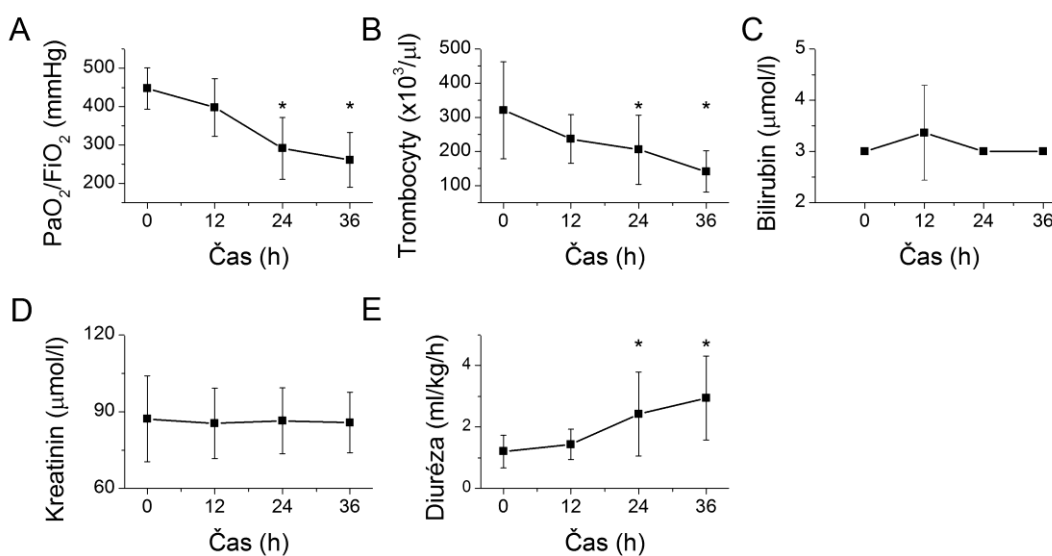 A
PaO2/FiO2 (mmHg)
500
400
300
200
* *
0 12 24 36
Čas (h)
B
Trombocyty (x10³/μl)
500
400
300
200
100
* *
0 12 24 36
Čas (h)
C
Bilirubin (μmol/l)
5
4
3
2
0 12 24 36
Čas (h)
D
Kreatinin (μmol/l)
120
90
60
0 12 24 36
Čas (h)
E
Diuréza (ml/kg/h)
4
2
0
* *
0 12 24 36
Čas (h)